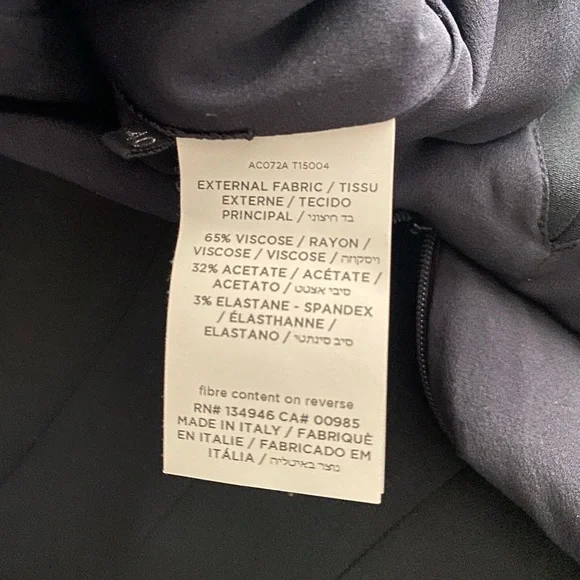 40
AC072A T15004
EXTERNAL FABRIC / TISSU
EXTERNE / TECIDO
PRINCIPAL / בד חיצוני
65% VISCOSE / RAYON /
VISCOSE / VISCOSE / ויסקוזה
32% ACETATE / ACÉTATE /
ACETATO / סיבי אצטט
3% ELASTANE - SPANDEX
/ ÉLASTHANNE /
ELASTANO / סיב סינתטי
fibre content on reverse
RN# 134946 CA# 00985
MADE IN ITALY / FABRIQUÉ
EN ITALIE / FABRICADO EM
ITÁLIA / נוצר באיטליה